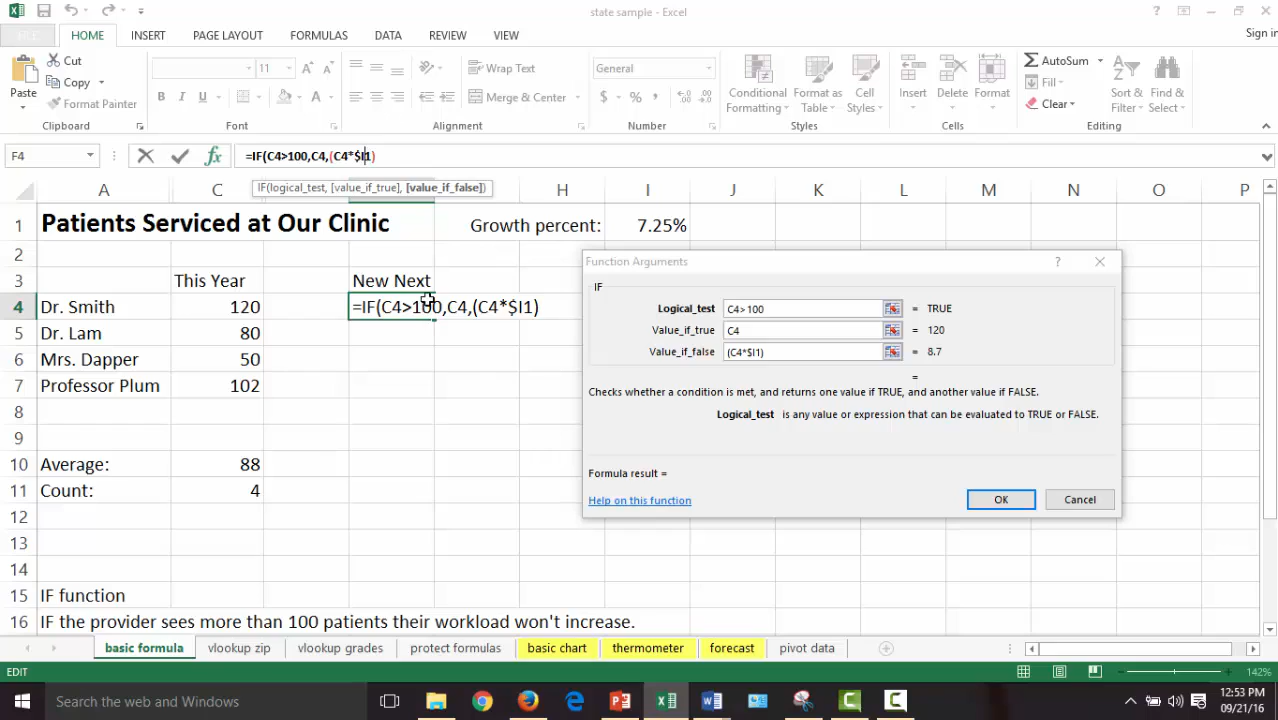 state sample - Excel
?
Sign in
FILE
HOME
INSERT
PAGE LAYOUT
FORMULAS
DATA
REVIEW
VIEW
Paste
Cut
Copy
Format Painter
Clipboard
11
A A
B I U
A
Font
Wrap Text
Merge & Center
Alignment
General
$ % ,
.00
.0
Number
Conditional Formatting
Format as Table
Cell Styles
Styles
Insert
Delete
Format
Cells
AutoSum
Fill
Clear
Sort & Filter
Find & Select
Editing
F4
fx
=IF(C4>100,C4,(C4*$I1)
IF(logical_test, [value_if_true], [value_if_false])
A C H I J K L M N O P
1 Patients Serviced at Our Clinic Growth percent: 7.25%
2
3 This Year New Next
4 Dr. Smith 120 =IF(C4>100,C4,(C4*$I1)
5 Dr. Lam 80
6 Mrs. Dapper 50
7 Professor Plum 102
8
9
10 Average: 88
11 Count: 4
12
13
14
15 IF function
16 IF the provider sees more than 100 patients their workload won't increase.
Function Arguments
?
IF
Logical_test C4>100 = TRUE
Value_if_true C4 = 120
Value_if_false (C4*$I1) = 8.7
=
Checks whether a condition is met, and returns one value if TRUE, and another value if FALSE.
Logical_test is any value or expression that can be evaluated to TRUE or FALSE.
Formula result =
Help on this function
OK
Cancel
basic formula
vlookup zip
vlookup grades
protect formulas
basic chart
thermometer
forecast
pivot data
EDIT
142%
Search the web and Windows
12:53 PM
09/21/16